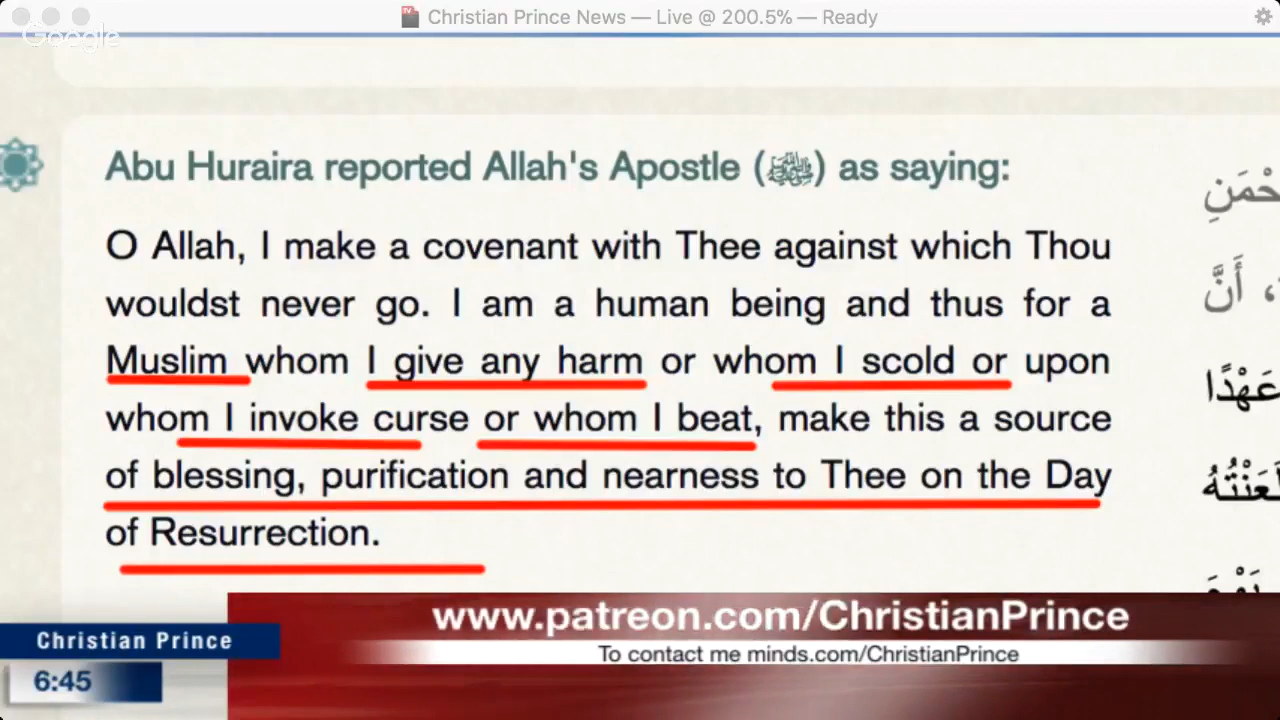 Christian Prince News — Live @ 200.5% — Ready
Google
Abu Huraira reported Allah's Apostle (ﷺ) as saying:
O Allah, I make a covenant with Thee against which Thou
wouldst never go. I am a human being and thus for a
Muslim whom I give any harm or whom I scold or upon
whom I invoke curse or whom I beat, make this a source
of blessing, purification and nearness to Thee on the Day
of Resurrection.
، أَنَّ
عَهْدًا
لَعَنْتُهُ
www.patreon.com/ChristianPrince
To contact me minds.com/ChristianPrince
Christian Prince
6:45